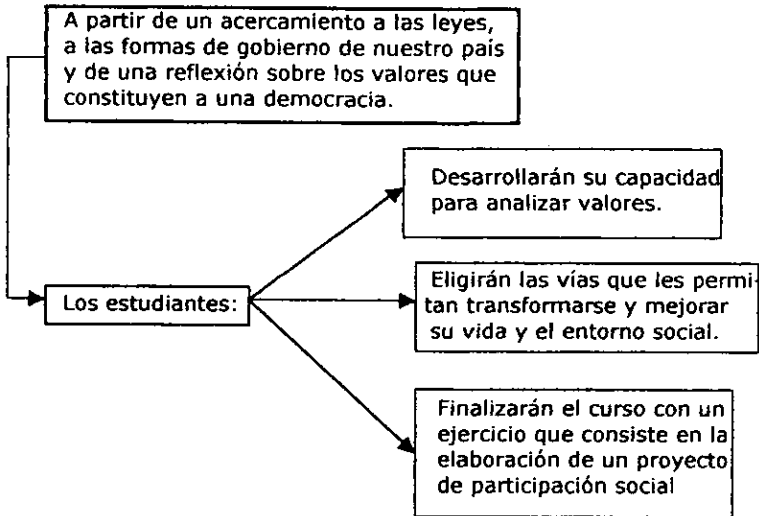 A partir de un acercamiento a las leyes,
a las formas de gobierno de nuestro país
y de una reflexión sobre los valores que
constituyen a una democracia.
Desarrollarán su capacidad
para analizar valores.
Los estudiantes:
Eligirán las vías que les permi-
tan transformarse y mejorar
su vida y el entorno social.
Finalizarán el curso con un
ejercicio que consiste en la
elaboración de un proyecto
de participación social